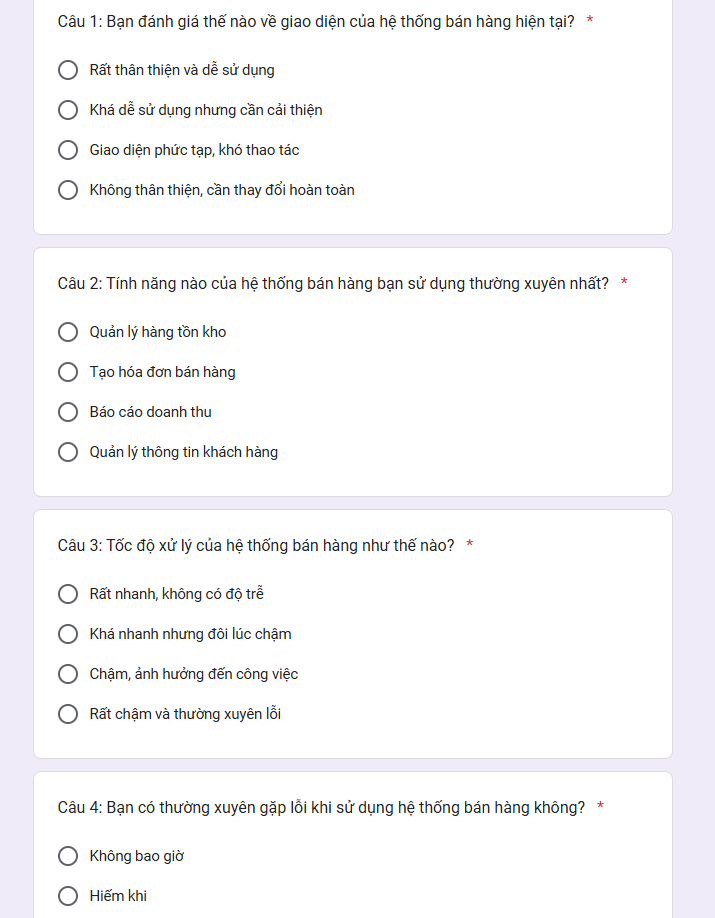 Câu 1: Bạn đánh giá thế nào về giao diện của hệ thống bán hàng hiện tại? *
Rất thân thiện và dễ sử dụng
Khá dễ sử dụng nhưng cần cải thiện
Giao diện phức tạp, khó thao tác
Không thân thiện, cần thay đổi hoàn toàn
Câu 2: Tính năng nào của hệ thống bán hàng bạn sử dụng thường xuyên nhất? *
Quản lý hàng tồn kho
Tạo hóa đơn bán hàng
Báo cáo doanh thu
Quản lý thông tin khách hàng
Câu 3: Tốc độ xử lý của hệ thống bán hàng như thế nào? *
Rất nhanh, không có độ trễ
Khá nhanh nhưng đôi lúc chậm
Chậm, ảnh hưởng đến công việc
Rất chậm và thường xuyên lỗi
Câu 4: Bạn có thường xuyên gặp lỗi khi sử dụng hệ thống bán hàng không? *
Không bao giờ
Hiếm khi